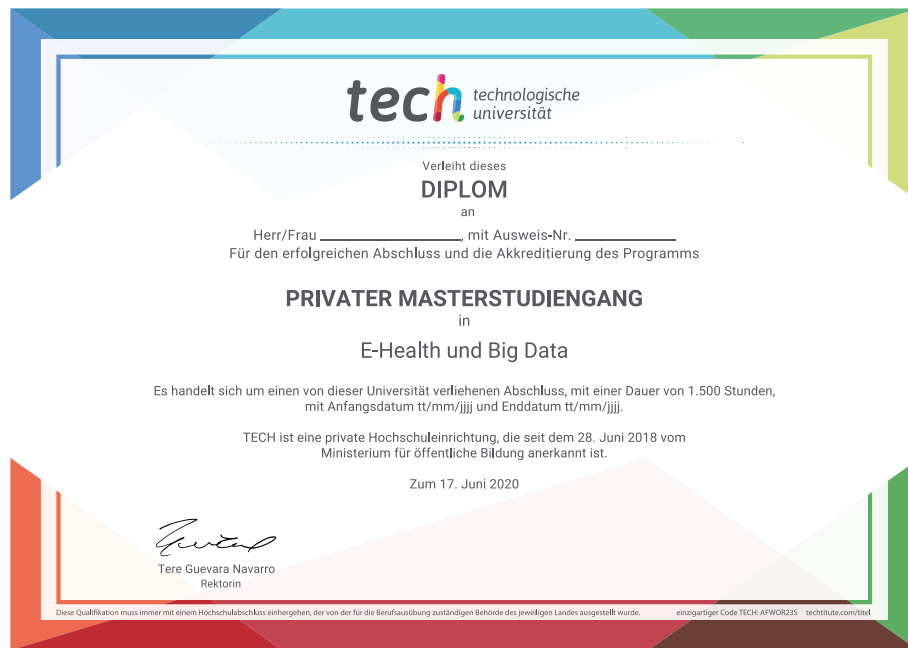 tech technologische
universität
Verleiht dieses
DIPLOM
an
Herr/Frau ____________________, mit Ausweis-Nr. ______________
Für den erfolgreichen Abschluss und die Akkreditierung des Programms
PRIVATER MASTERSTUDIENGANG
in
E-Health und Big Data
Es handelt sich um einen von dieser Universität verliehenen Abschluss, mit einer Dauer von 1.500 Stunden,
mit Anfangsdatum tt/mm/jjjj und Enddatum tt/mm/jjjj.
TECH ist eine private Hochschuleinrichtung, die seit dem 28. Juni 2018 vom
Ministerium für öffentliche Bildung anerkannt ist.
Zum 17. Juni 2020
Tere Guevara Navarro
Rektorin
Diese Qualifikation muss immer mit einem Hochschulabschluss einhergehen, der von der für die Berufsausübung zuständigen Behörde des jeweiligen Landes ausgestellt wurde. einzigartiger Code TECH: AFWOR23S techtitute.com/titel